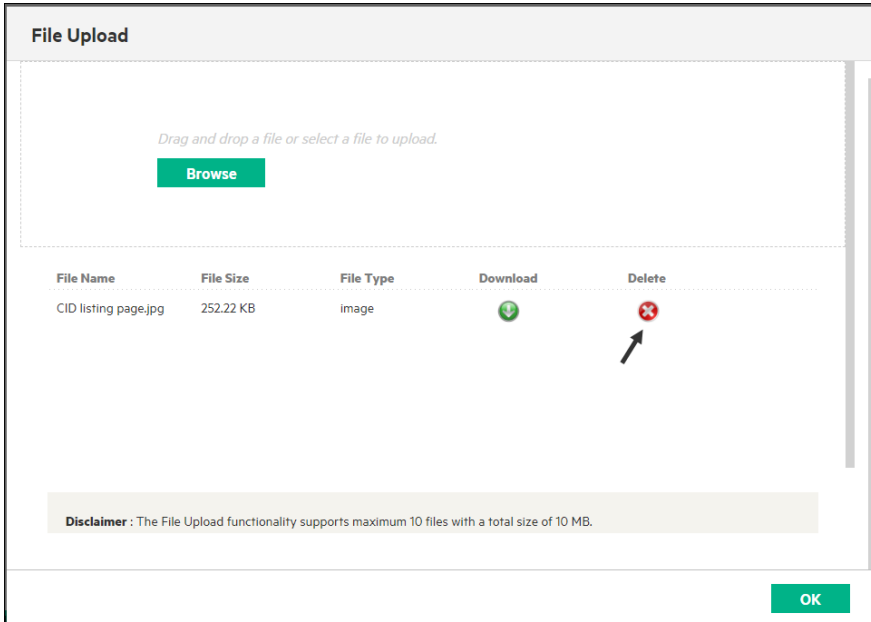 File Upload
Drag and drop a file or select a file to upload.
Browse
File Name File Size File Type Download Delete
CID listing page.jpg 252.22 KB image
Disclaimer : The File Upload functionality supports maximum 10 files with a total size of 10 MB.
OK